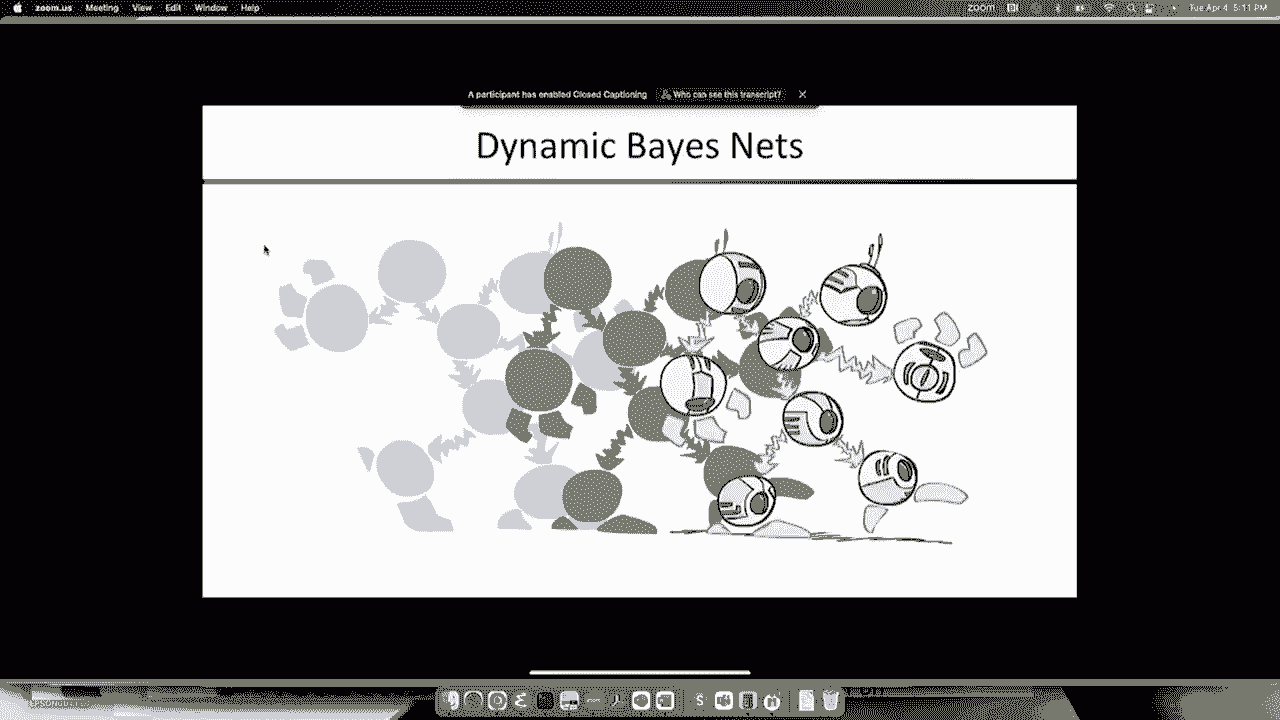 zoom.us Meeting View Edit Window Help zoom Tue Apr 4 5:11 PM
A participant has enabled Closed Captioning Who can see this transcript?
Dynamic Bayes Nets